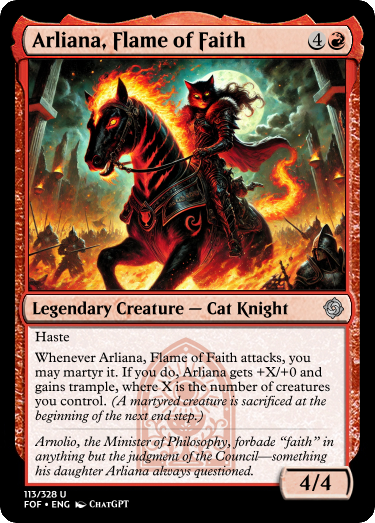 Arliana, Flame of Faith 4
Legendary Creature — Cat Knight
Haste
Whenever Arliana, Flame of Faith attacks, you
may martyr it. If you do, Arliana gets +X/+0 and
gains trample, where X is the number of creatures
you control. (A martyred creature is sacrificed at the
beginning of the next end step.)
Arnolio, the Minister of Philosophy, forbade “faith” in
anything but the judgment of the Council—something
his daughter Arliana always questioned.
4/4
113/328 U
FOF • ENG ChatGPT